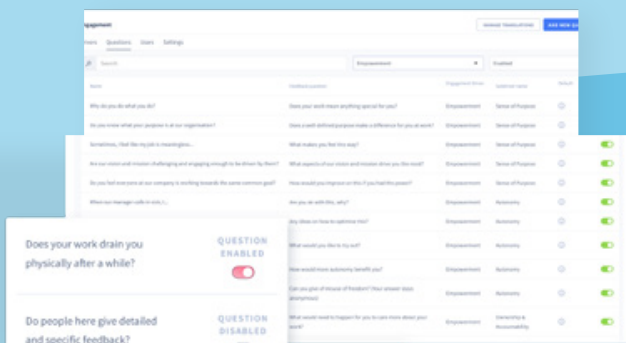 ngagement
MANAGE TRANSLATIONS
ADD NEW QU
Questions Users Settings
Search
Empowerment
Enabled
Name
Feedback question
Engagement Driver
Sentiment name
Default
Why do you do what you do?
Does your work mean anything special for you?
Empowerment
Sense of Purpose
Do you know what your purpose is at our organisation?
Does a well defined purpose make a difference for you at work?
Empowerment
Sense of Purpose
Sometimes, I feel like my job is meaningless...
What makes you feel this way?
Empowerment
Sense of Purpose
Are our vision and mission challenging and engaging enough to be driven by them?
What aspects of our vision and mission drive you the most?
Empowerment
Sense of Purpose
Do you feel everyone at our company is working towards the same common goal?
How would you improve on this if you had the power?
Empowerment
Sense of Purpose
When our manager calls in sick, I...
Are you ok with this, why?
Empowerment
Autonomy
Any ideas on how to optimise this?
Empowerment
Autonomy
What would you like to try out?
Empowerment
Autonomy
How would more autonomy benefit you?
Empowerment
Autonomy
Can you give of misuse of freedom? (Your answer stays
anonymous)
Empowerment
Autonomy
What would need to happen for you to care more about your
work?
Empowerment
Ownership &
Accountability
Does your work drain you
physically after a while?
QUESTION
ENABLED
Do people here give detailed
and specific feedback?
QUESTION
DISABLED